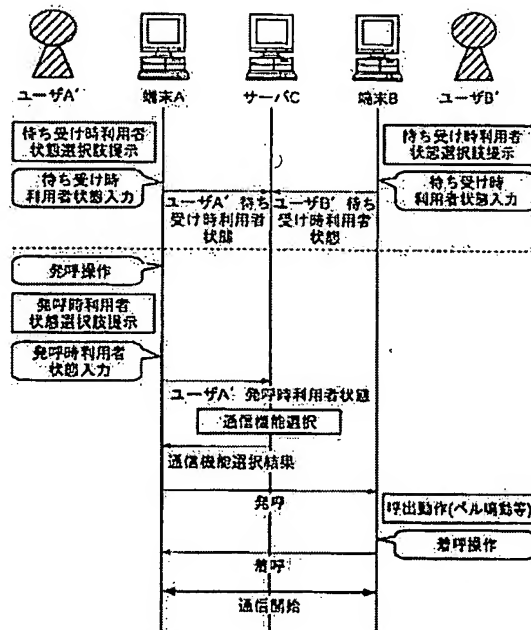 ユーザA' 端末A サーバC 端末B ユーザB'
待ち受け時利用者
状態選択肢提示
待ち受け時利用者
状態選択肢提示
待ち受け時
利用者状態入力
待ち受け時
利用者状態入力
ユーザA' 待ち
受け時利用者
状態
ユーザB' 待ち
受け時利用者
状態
発呼操作
発呼時利用者
状態選択肢提示
発呼時利用者
状態入力
ユーザA' 発呼時利用者状態
通信機能選択
通信機能選択結果
発呼
呼出動作(ベル鳴動等)
着呼操作
着呼
通信開始